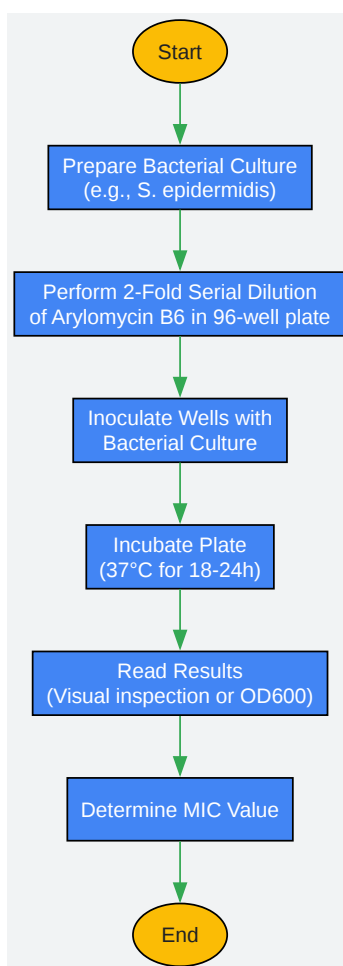 Start
Prepare Bacterial Culture
(e.g., S. epidermidis)
Perform 2-Fold Serial Dilution
of Arylomycin B6 in 96-well plate
Inoculate Wells with
Bacterial Culture
Incubate Plate
(37°C for 18-24h)
Read Results
(Visual inspection or OD600)
Determine MIC Value
End